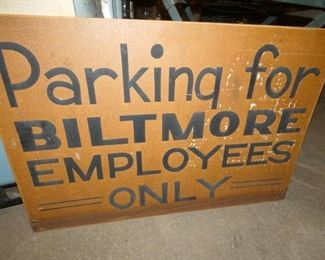 Parking for
BILTMORE
EMPLOYEES
ONLY